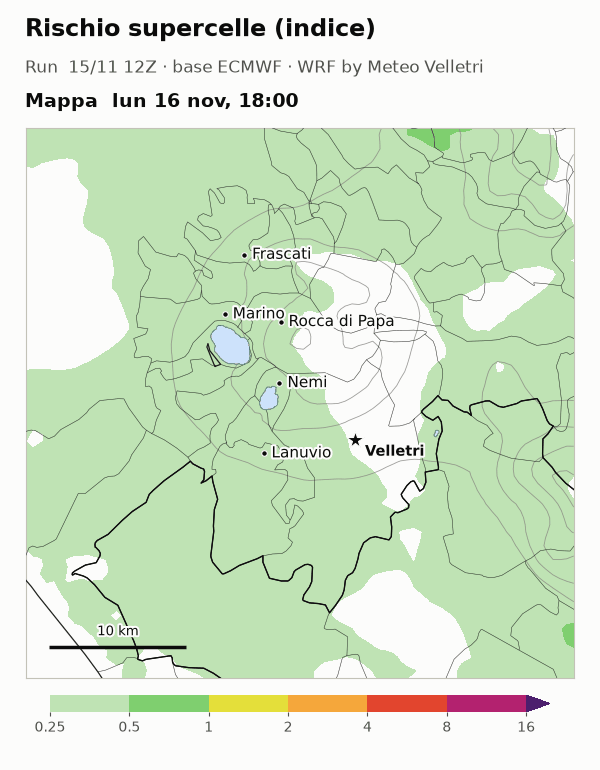 Rischio supercelle (indice)
Run  15/11 12Z · base ECMWF · WRF by Meteo Velletri
Mappa  lun 16 nov, 18:00
Frascati
Marino
Rocca di Papa
Nemi
Velletri
Lanuvio
10 km
0.25 0.5 1 2 4 8 16